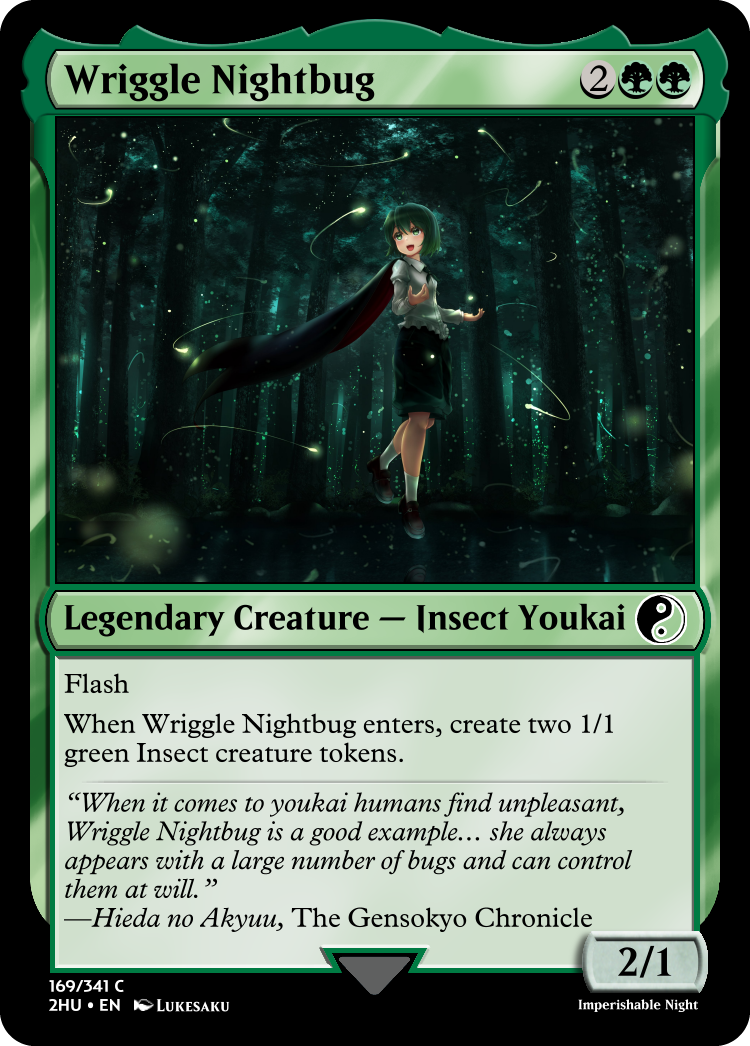 Wriggle Nightbug 2
Legendary Creature — Insect Youkai
Flash
When Wriggle Nightbug enters, create two 1/1
green Insect creature tokens.
“When it comes to youkai humans find unpleasant,
Wriggle Nightbug is a good example… she always
appears with a large number of bugs and can control
them at will.”
—Hieda no Akyuu, The Gensokyo Chronicle
2/1
169/341 C
2HU • EN Lukesaku
Imperishable Night